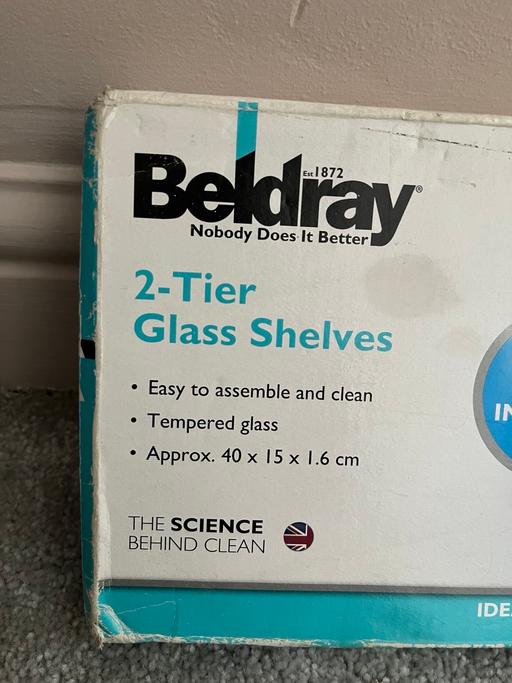 Est 1872
Beldray®
Nobody Does It Better
2-Tier
Glass Shelves
• Easy to assemble and clean
• Tempered glass
• Approx. 40 x 15 x 1.6 cm
THE SCIENCE
BEHIND CLEAN